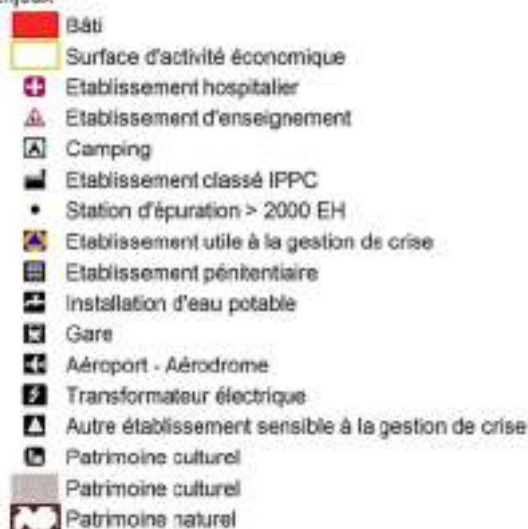 Bâti
Surface d'activité économique
Etablissement hospitalier
Etablissement d'enseignement
Camping
Etablissement classé IPPC
Station d'épuration > 2000 EH
Etablissement utile à la gestion de crise
Etablissement pénitentiaire
Installation d'eau potable
Gare
Aéroport - Aérodrome
Transformateur électrique
Autre établissement sensible à la gestion de crise
Patrimoine culturel
Patrimoine culturel
Patrimoine naturel